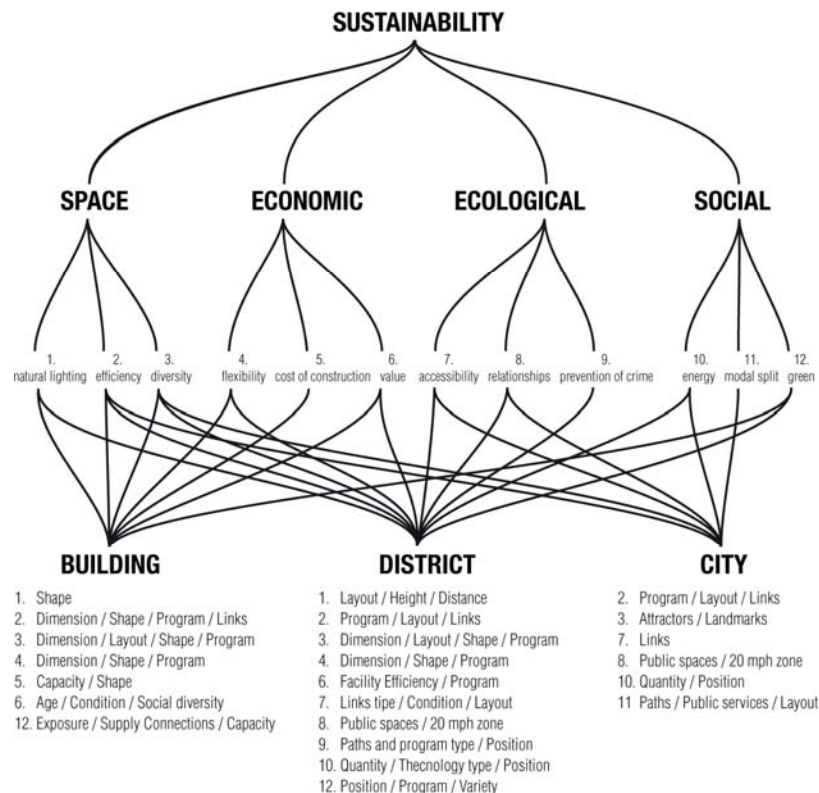 SUSTAINABILITY
SPACE ECONOMIC ECOLOGICAL SOCIAL
1. 2. 3. 4. 5. 6. 7. 8. 9. 10. 11. 12.
natural lighting efficiency diversity flexibility cost of construction value accessibility relationships prevention of crime energy modal split green
BUILDING
1. Shape
2. Dimension / Shape / Program / Links
3. Dimension / Layout / Shape / Program
4. Dimension / Shape / Program
5. Capacity / Shape
6. Age / Condition / Social diversity
12. Exposure / Supply Connections / Capacity
DISTRICT
1. Layout / Height / Distance
2. Program / Layout / Links
3. Dimension / Layout / Shape / Program
4. Dimension / Shape / Program
6. Facility Efficiency / Program
7. Links tipe / Condition / Layout
8. Public spaces / 20 mph zone
9. Paths and program type / Position
10. Quantity / Thecnology type / Position
12. Position / Program / Variety
CITY
2. Program / Layout / Links
3. Attractors / Landmarks
7. Links
8. Public spaces / 20 mph zone
10. Quantity / Position
11 Paths / Public services / Layout